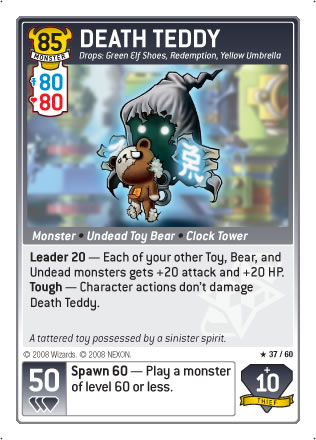 85
MONSTER
DEATH TEDDY
Drops: Green Elf Shoes, Redemption, Yellow Umbrella
80
80
Monster • Undead Toy Bear • Clock Tower
Leader 20 — Each of your other Toy, Bear, and
Undead monsters gets +20 attack and +20 HP.
Tough — Character actions don't damage
Death Teddy.
A tattered toy possessed by a sinister spirit.
© 2008 Wizards. © 2008 NEXON.
★ 37 / 60
50
Spawn 60 — Play a monster
of level 60 or less.
+
10
THIEF